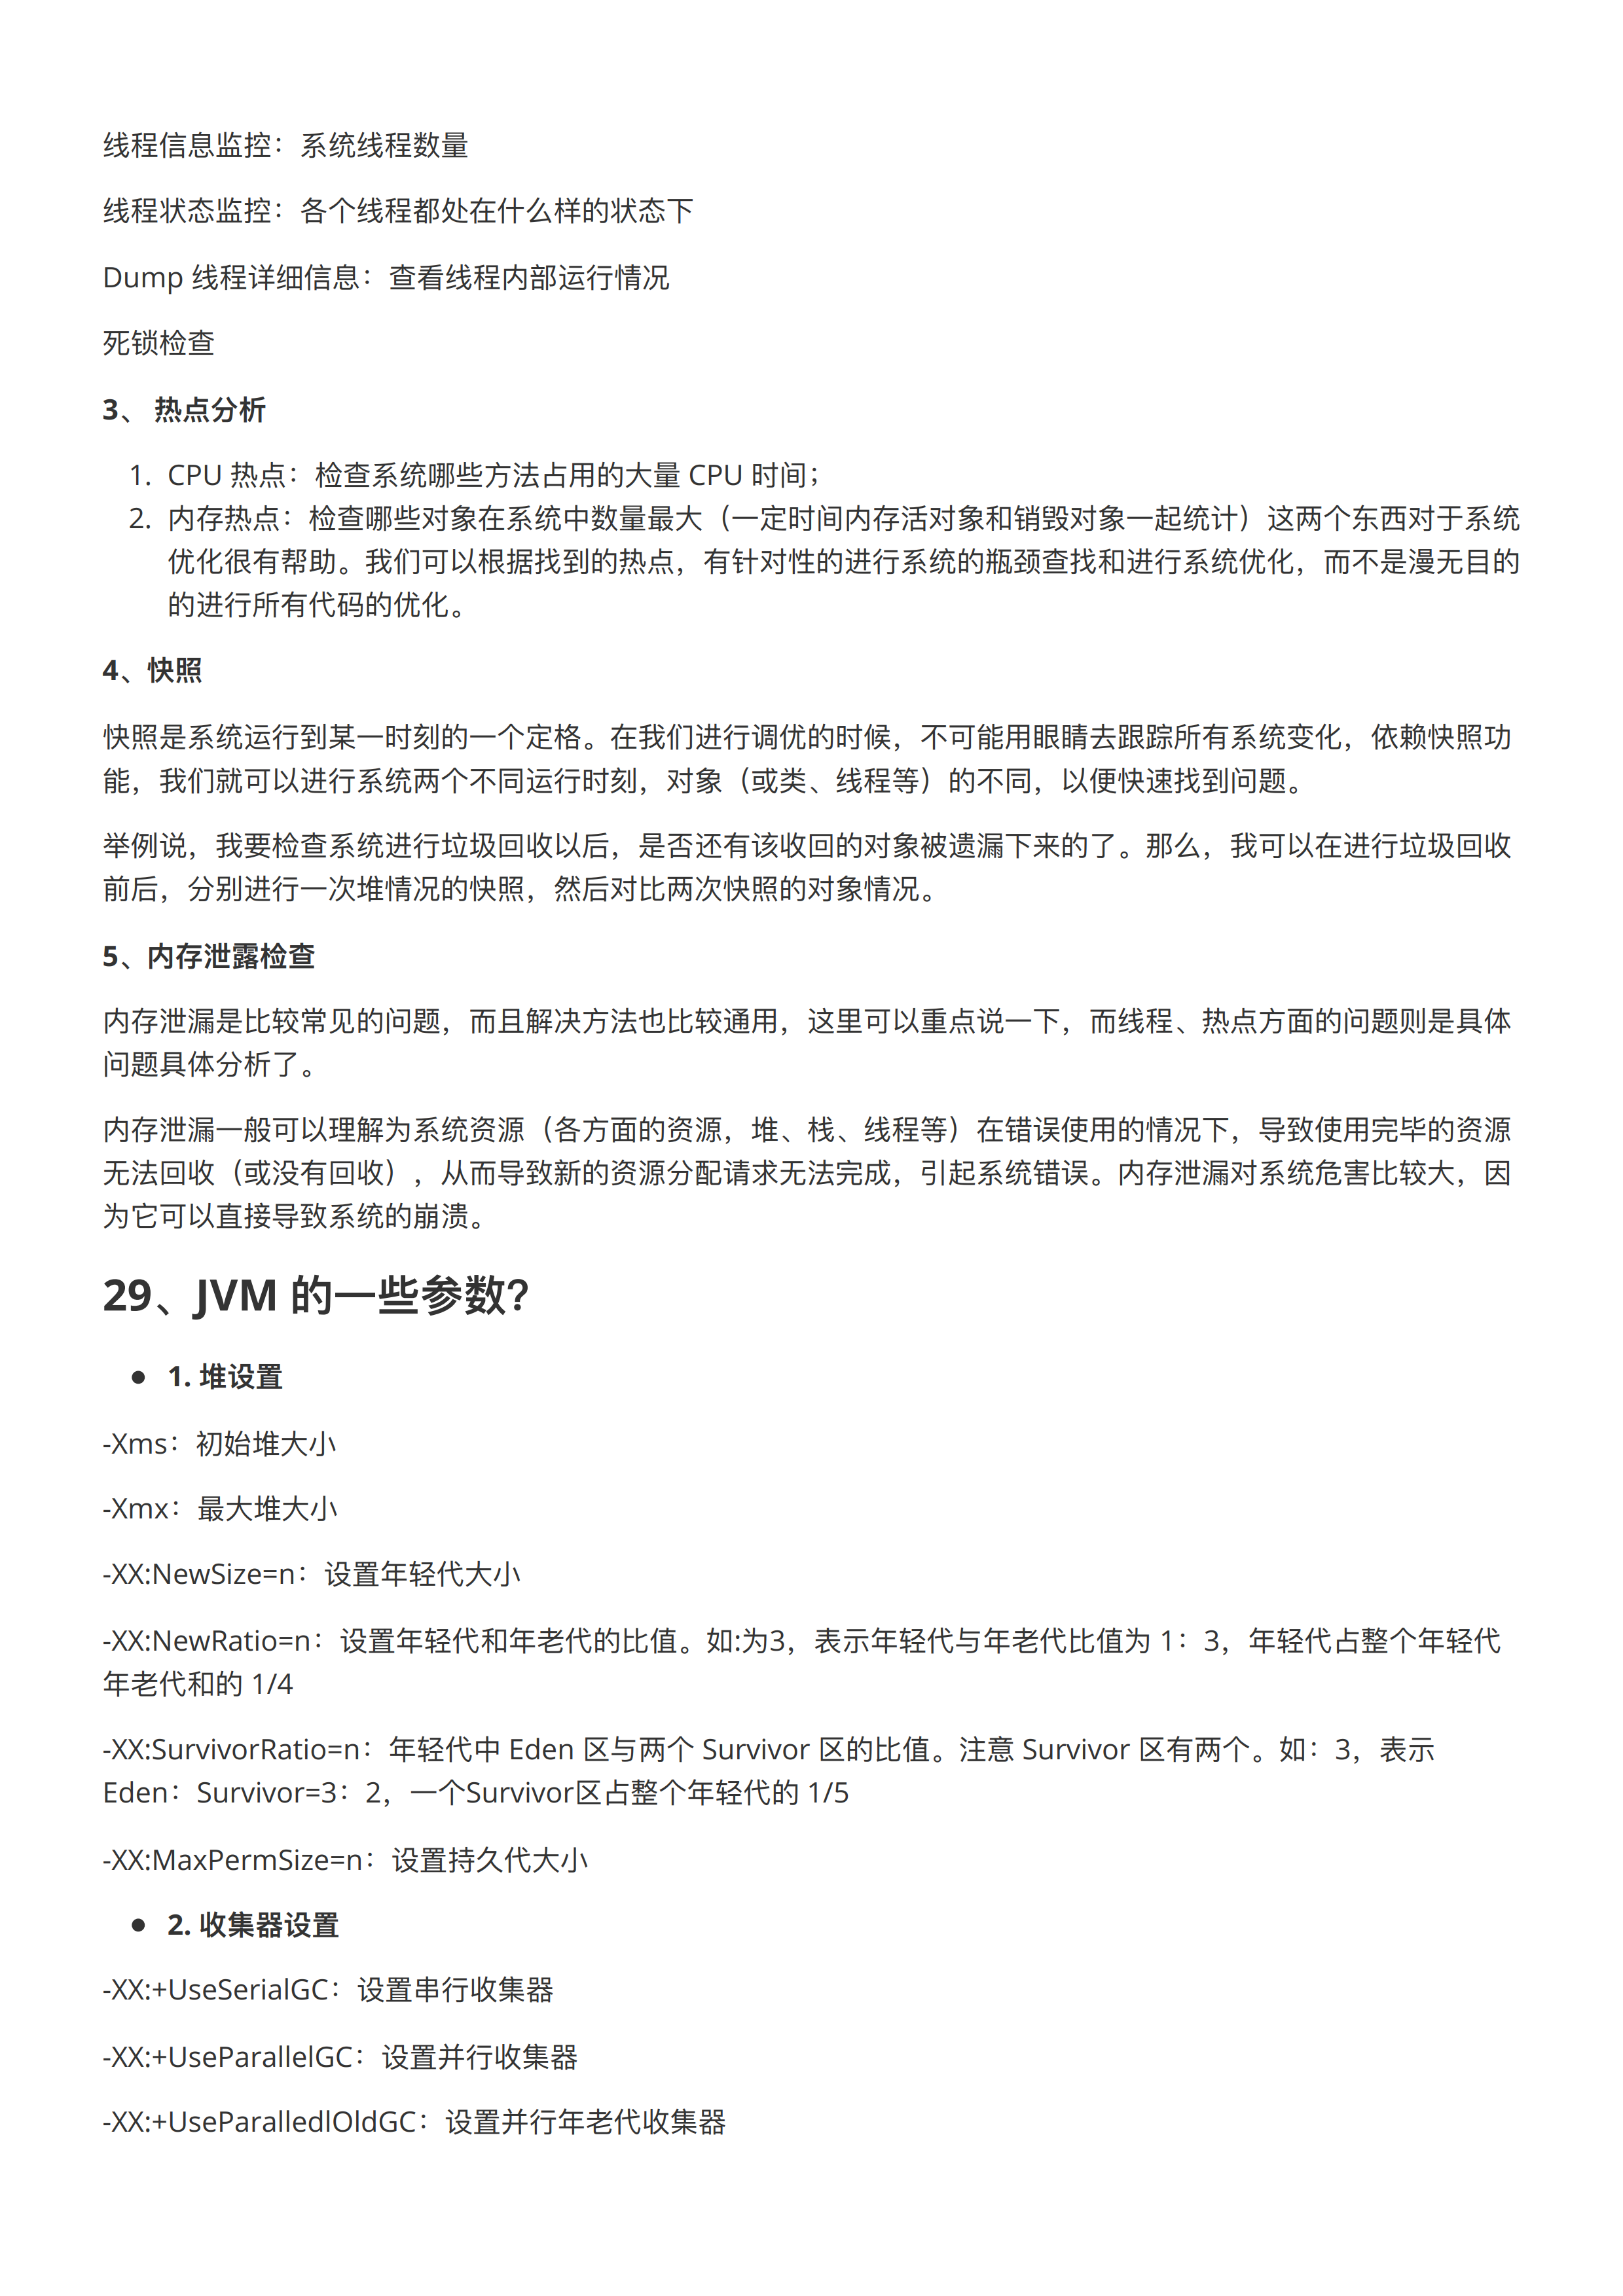 线程信息监控：系统线程数量
线程状态监控：各个线程都处在什么样的状态下
Dump 线程详细信息：查看线程内部运行情况
死锁检查
3、 热点分析
1. CPU 热点：检查系统哪些方法占用的大量 CPU 时间；
2. 内存热点：检查哪些对象在系统中数量最大（一定时间内存活对象和销毁对象一起统计）这两个东西对于系统
优化很有帮助。我们可以根据找到的热点，有针对性的进行系统的瓶颈查找和进行系统优化，而不是漫无目的
的进行所有代码的优化。
4、快照
快照是系统运行到某一时刻的一个定格。在我们进行调优的时候，不可能用眼睛去跟踪所有系统变化，依赖快照功
能，我们就可以进行系统两个不同运行时刻，对象（或类、线程等）的不同，以便快速找到问题。
举例说，我要检查系统进行垃圾回收以后，是否还有该收回的对象被遗漏下来的了。那么，我可以在进行垃圾回收
前后，分别进行一次堆情况的快照，然后对比两次快照的对象情况。
5、内存泄露检查
内存泄漏是比较常见的问题，而且解决方法也比较通用，这里可以重点说一下，而线程、热点方面的问题则是具体
问题具体分析了。
内存泄漏一般可以理解为系统资源（各方面的资源，堆、栈、线程等）在错误使用的情况下，导致使用完毕的资源
无法回收（或没有回收），从而导致新的资源分配请求无法完成，引起系统错误。内存泄漏对系统危害比较大，因
为它可以直接导致系统的崩溃。
29、JVM 的一些参数？
● 1. 堆设置
-Xms：初始堆大小
-Xmx：最大堆大小
-XX:NewSize=n：设置年轻代大小
-XX:NewRatio=n：设置年轻代和年老代的比值。如:为3，表示年轻代与年老代比值为 1：3，年轻代占整个年轻代
年老代和的 1/4
-XX:SurvivorRatio=n：年轻代中 Eden 区与两个 Survivor 区的比值。注意 Survivor 区有两个。如：3，表示
Eden：Survivor=3：2，一个Survivor区占整个年轻代的 1/5
-XX:MaxPermSize=n：设置持久代大小
● 2. 收集器设置
-XX:+UseSerialGC：设置串行收集器
-XX:+UseParallelGC：设置并行收集器
-XX:+UseParalledlOldGC：设置并行年老代收集器